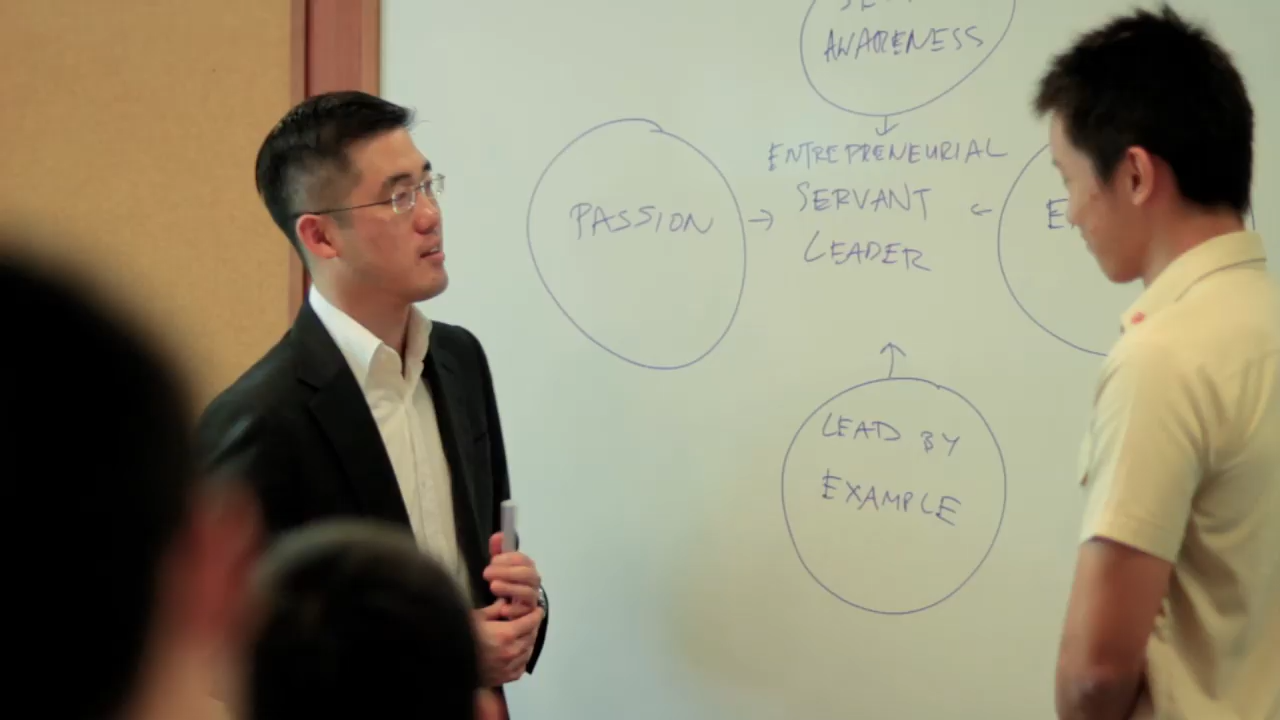 AWARENESS
ENTREPRENEURIAL
SERVANT
LEADER
PASSION
LEAD BY
EXAMPLE